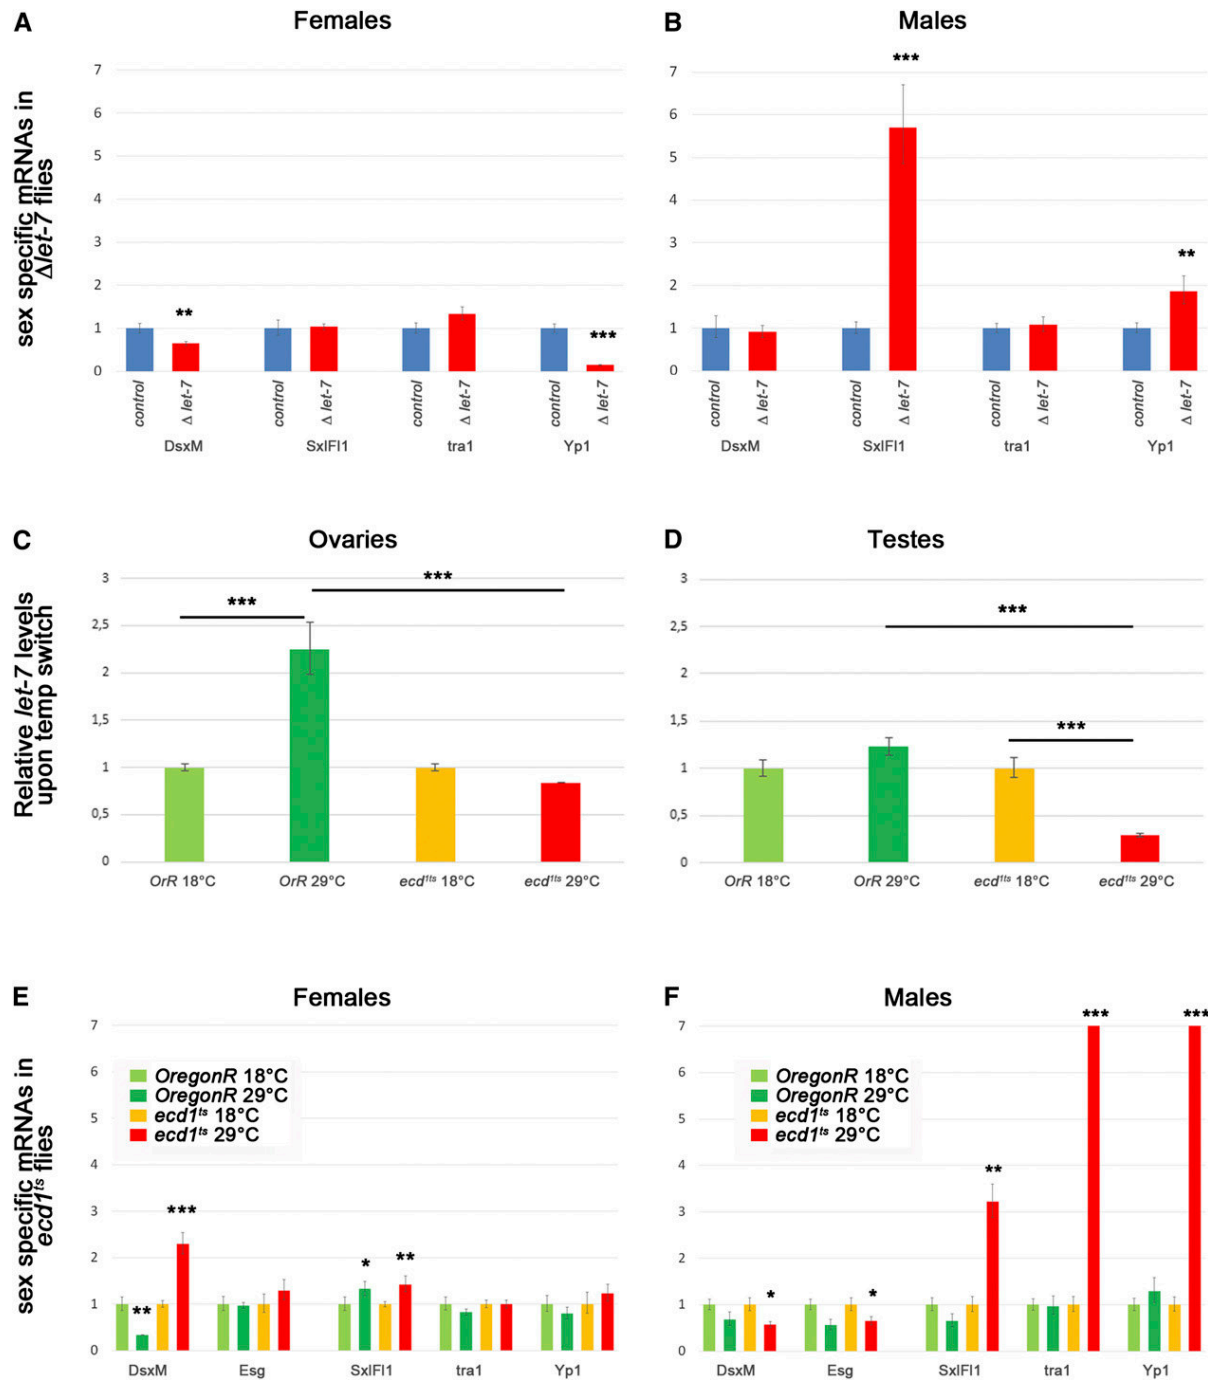 A
Females
B
Males
sex specific mRNAs in
Δlet-7 flies
7
6
5
4
3
2
1
0
**
***
control
Δ let-7
control
Δ let-7
control
Δ let-7
control
Δ let-7
DsxM
SxlFl1
tra1
Yp1
7
6
5
4
3
2
1
0
***
**
control
Δ let-7
control
Δ let-7
control
Δ let-7
control
Δ let-7
DsxM
SxlFl1
tra1
Yp1
C
Ovaries
D
Testes
Relative let-7 levels
upon temp switch
3
2,5
2
1,5
1
0,5
0
***
***
OrR 18°C
OrR 29°C
ecd1ts 18°C
ecd1ts 29°C
3
2,5
2
1,5
1
0,5
0
***
***
OrR 18°C
OrR 29°C
ecd1ts 18°C
ecd1ts 29°C
E
Females
F
Males
sex specific mRNAs in
ecd1ts flies
7
6
5
4
3
2
1
0
OregonR 18°C
OregonR 29°C
ecd1ts 18°C
ecd1ts 29°C
**
***
*
**
DsxM
Esg
SxlFl1
tra1
Yp1
7
6
5
4
3
2
1
0
OregonR 18°C
OregonR 29°C
ecd1ts 18°C
ecd1ts 29°C
*
*
**
***
***
DsxM
Esg
SxlFl1
tra1
Yp1